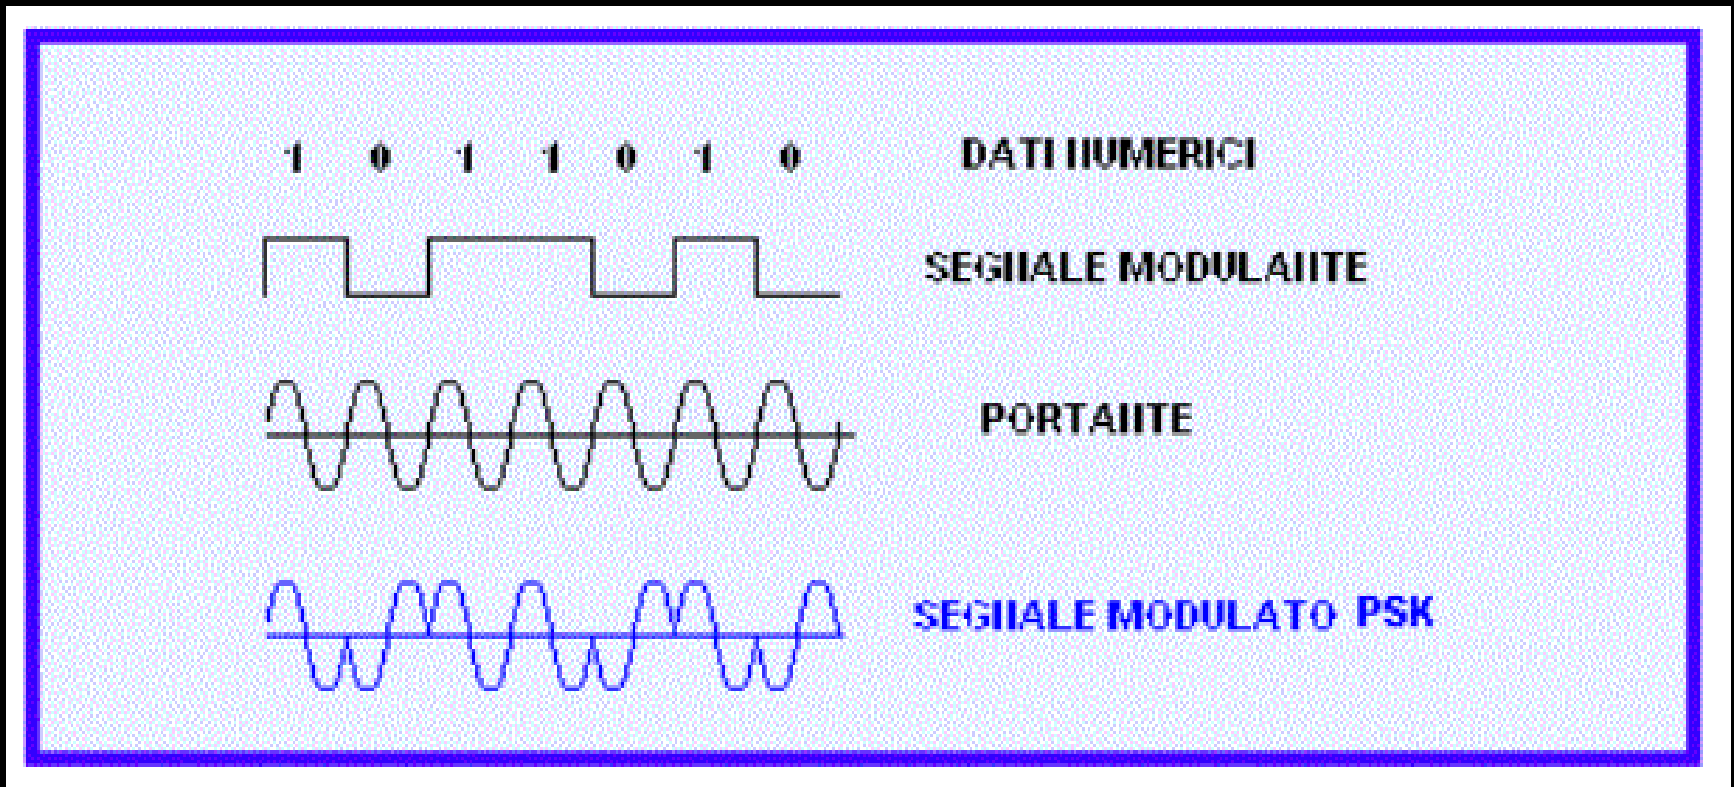 1 0 1 1 0 1 0 DATI NUMERICI
SEGNALE MODULANTE
PORTANTE
SEGNALE MODULATO PSK